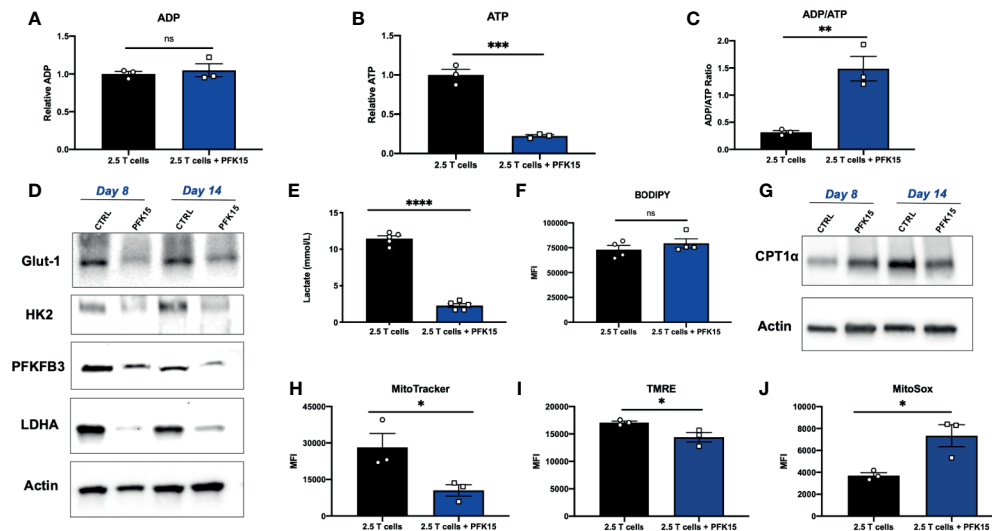 A
ADP
ns
Relative ADP
1.5
1.0
0.5
0.0
2.5 T cells
2.5 T cells + PFK15
B
ATP
***
Relative ATP
1.5
1.0
0.5
0.0
2.5 T cells
2.5 T cells + PFK15
C
ADP/ATP
**
ADP/ATP Ratio
2.0
1.5
1.0
0.5
0.0
2.5 T cells
2.5 T cells + PFK15
D
Day 8
Day 14
CTRL
PFK15
CTRL
PFK15
Glut-1
HK2
PFKFB3
LDHA
Actin
E
****
Lactate (mmol/L)
15
10
5
0
2.5 T cells
2.5 T cells + PFK15
F
BODIPY
ns
MFI
100000
75000
50000
25000
0
2.5 T cells
2.5 T cells + PFK15
G
Day 8
Day 14
CTRL
PFK15
CTRL
PFK15
CPT1α
Actin
H
MitoTracker
*
MFI
45000
30000
15000
0
2.5 T cells
2.5 T cells + PFK15
I
TMRE
*
MFI
20000
15000
10000
5000
0
2.5 T cells
2.5 T cells + PFK15
J
MitoSox
*
MFI
10000
8000
6000
4000
2000
0
2.5 T cells
2.5 T cells + PFK15